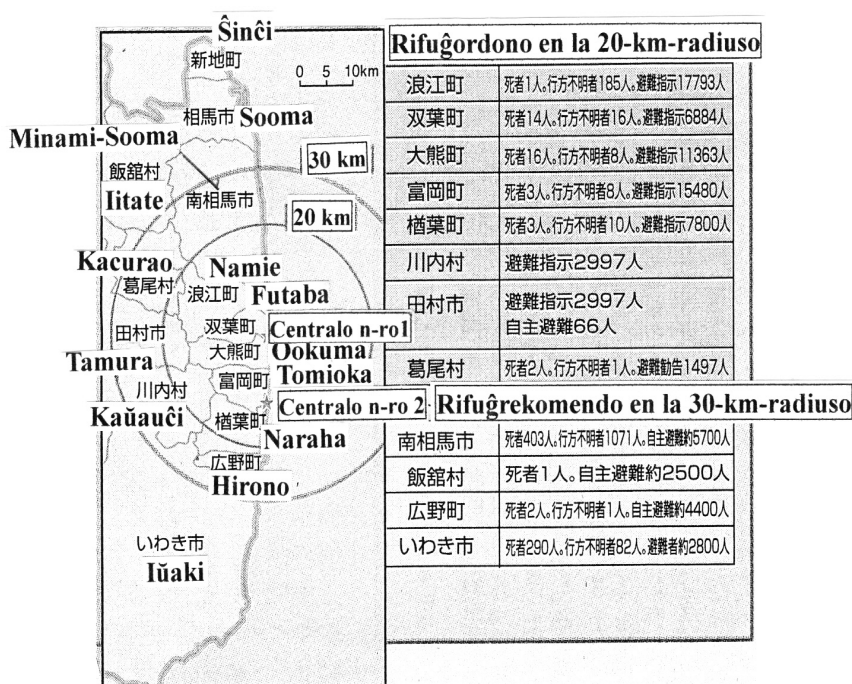 Ŝinĉi
新地町
0 5 10km
相馬市 Sooma
Minami-Sooma
30 km
飯舘村
Iitate
南相馬市
20 km
Kacurao
葛尾村
Namie
浪江町
Futaba
双葉町
Centralo n-ro1
田村市
大熊町 Ookuma
Tamura
富岡町 Tomioka
川内村
Centralo n-ro 2
Kaŭauĉi
楢葉町
Naraha
広野町
Hirono
いわき市
Iŭaki
Rifuĝordono en la 20-km-radiuso
浪江町 死者1人。行方不明者185人。避難指示17793人
双葉町 死者14人。行方不明者16人。避難指示6884人
大熊町 死者16人。行方不明者8人。避難指示11363人
富岡町 死者3人。行方不明者8人。避難指示15480人
楢葉町 死者3人。行方不明者10人。避難指示7800人
川内村 避難指示2997人
田村市 避難指示2997人
自主避難66人
葛尾村 死者2人。行方不明者1人。避難勧告1497人
Rifuĝrekomendo en la 30-km-radiuso
南相馬市 死者403人。行方不明者1071人。自主避難約5700人
飯舘村 死者1人。自主避難約2500人
広野町 死者2人。行方不明者1人。自主避難約4400人
いわき市 死者290人。行方不明者82人。避難者約2800人